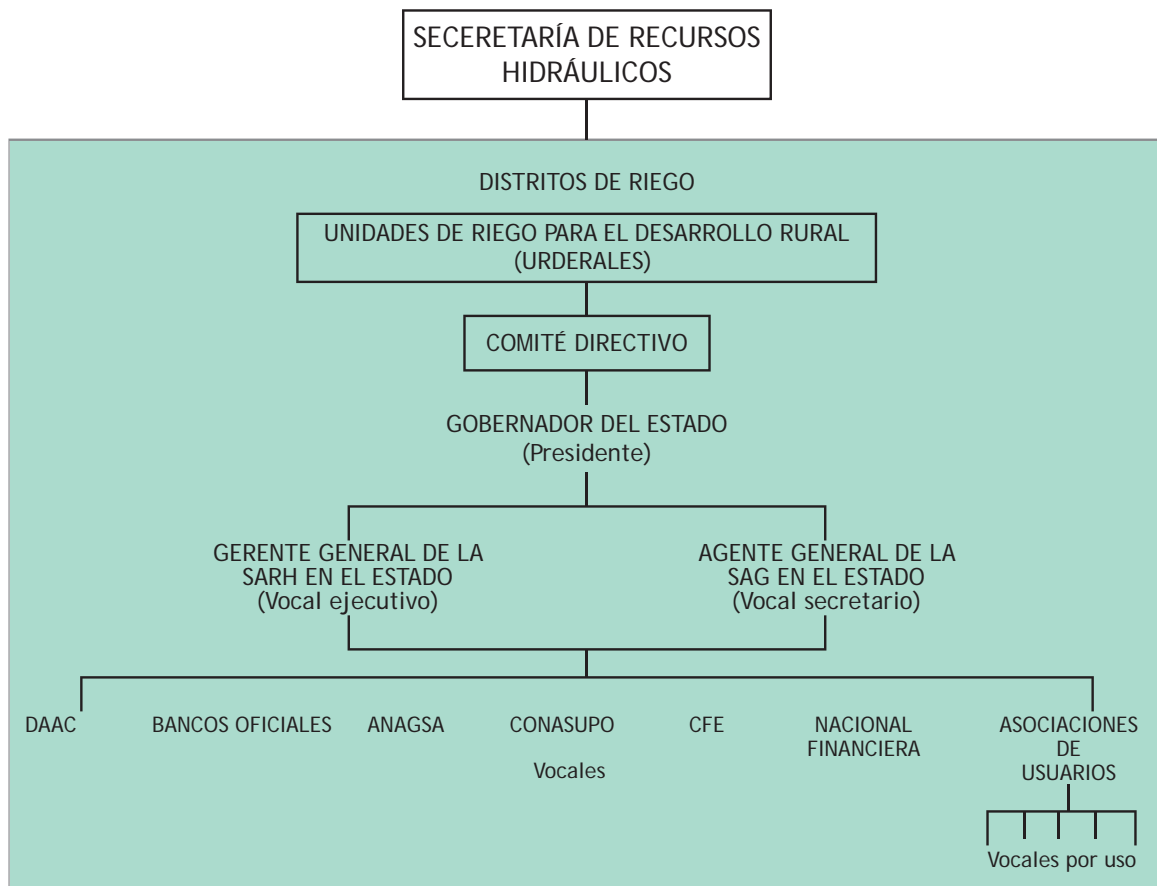 SECERETARÍA DE RECURSOS
HIDRÁULICOS
DISTRITOS DE RIEGO
UNIDADES DE RIEGO PARA EL DESARROLLO RURAL
(URDERALES)
COMITÉ DIRECTIVO
GOBERNADOR DEL ESTADO
(Presidente)
GERENTE GENERAL DE LA
SARH EN EL ESTADO
(Vocal ejecutivo)
AGENTE GENERAL DE LA
SAG EN EL ESTADO
(Vocal secretario)
DAAC
BANCOS OFICIALES
ANAGSA
CONASUPO
CFE
NACIONAL
FINANCIERA
ASOCIACIONES
DE
USUARIOS
Vocales
Vocales por uso